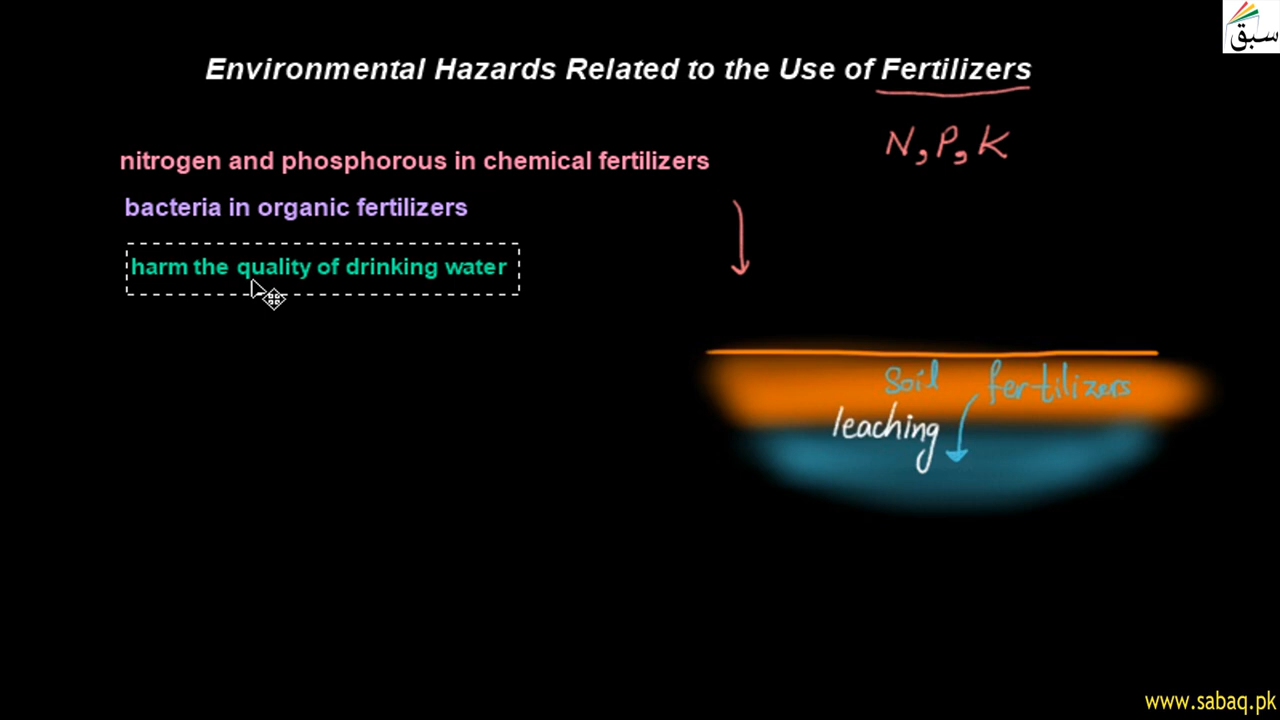 سبق
Environmental Hazards Related to the Use of Fertilizers
N, P, K
nitrogen and phosphorous in chemical fertilizers
bacteria in organic fertilizers
harm the quality of drinking water
soil fertilizers
leaching
www.sabaq.pk